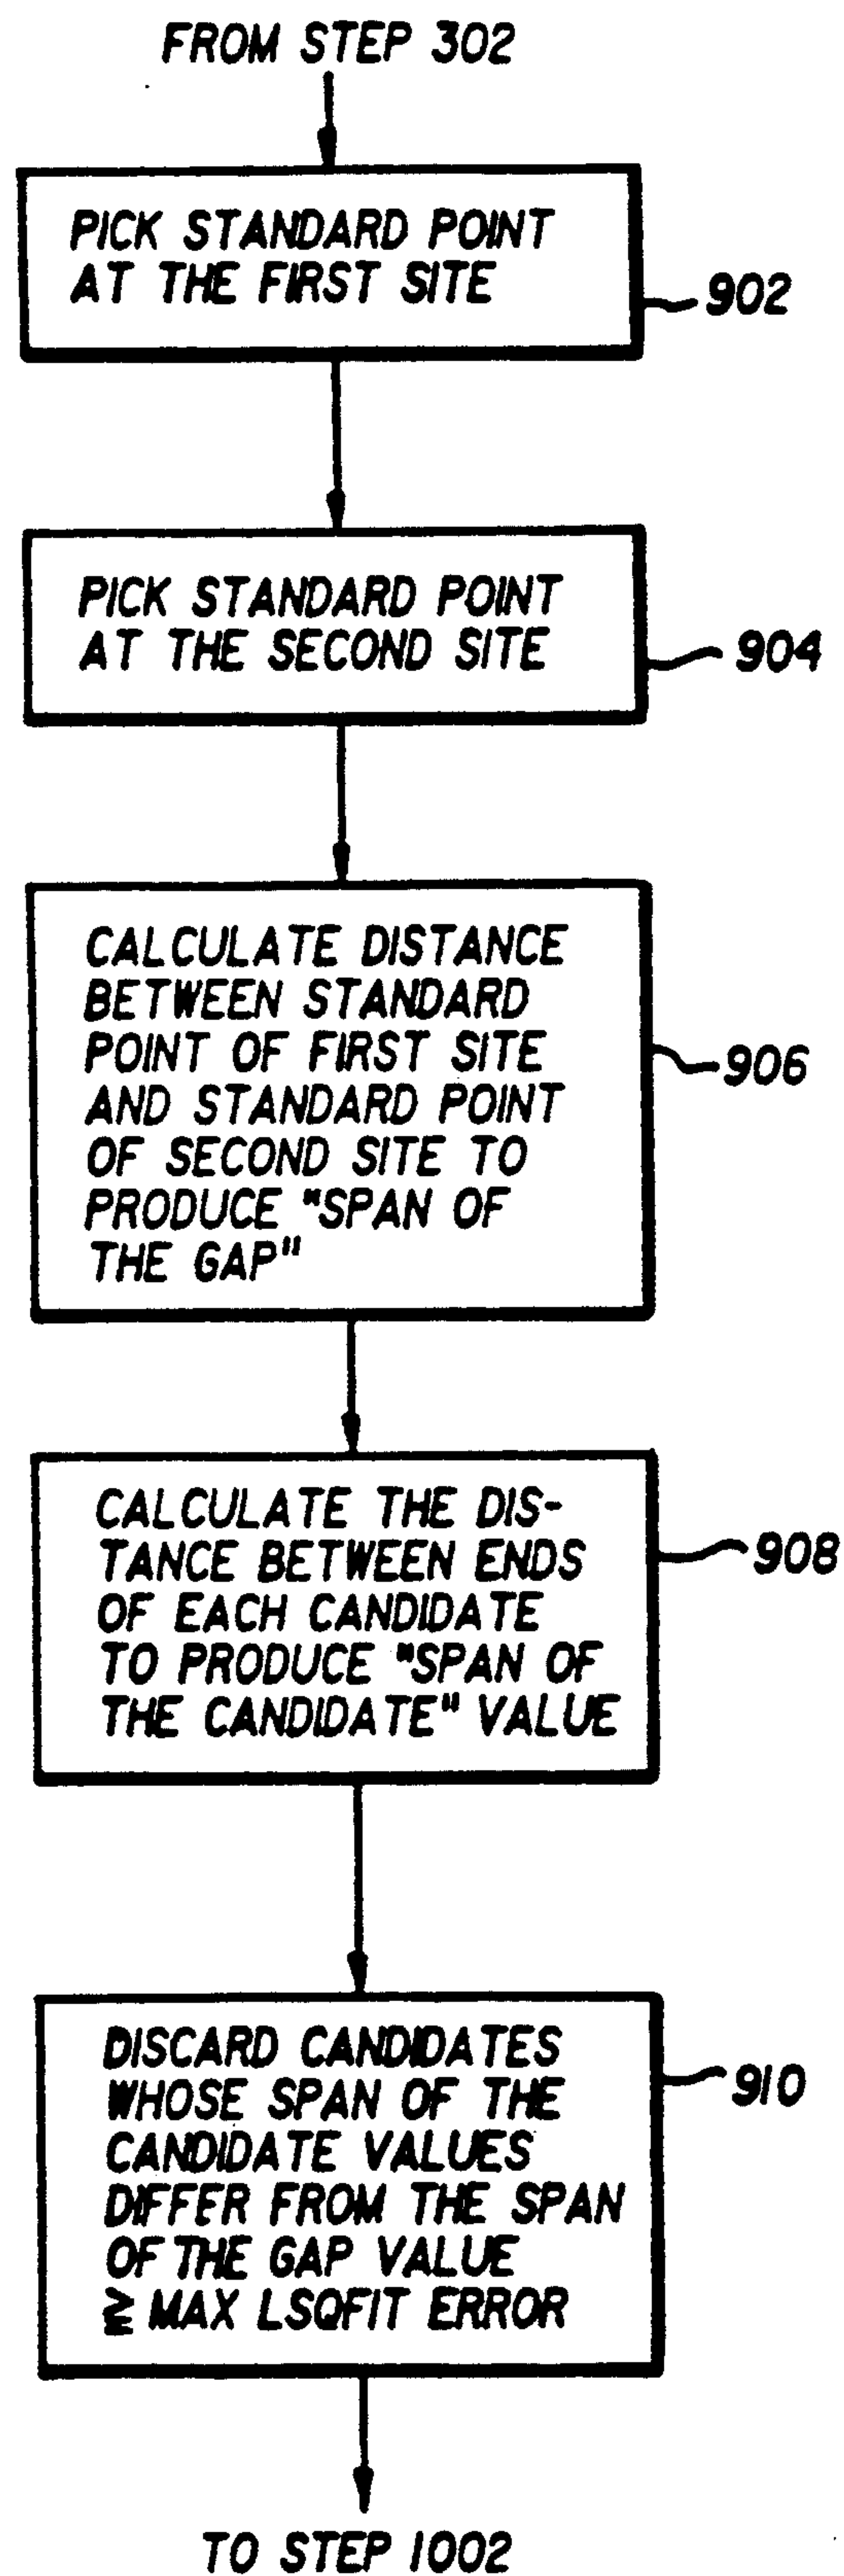 FROM STEP 302
PICK STANDARD POINT
AT THE FIRST SITE
902
PICK STANDARD POINT
AT THE SECOND SITE
904
CALCULATE DISTANCE
BETWEEN STANDARD
POINT OF FIRST SITE
AND STANDARD POINT
OF SECOND SITE TO
PRODUCE "SPAN OF
THE GAP"
906
CALCULATE THE DIS-
TANCE BETWEEN ENDS
OF EACH CANDIDATE
TO PRODUCE "SPAN OF
THE CANDIDATE" VALUE
908
DISCARD CANDIDATES
WHOSE SPAN OF THE
CANDIDATE VALUES
DIFFER FROM THE SPAN
OF THE GAP VALUE
≧ MAX LSQFIT ERROR
910
TO STEP 1002